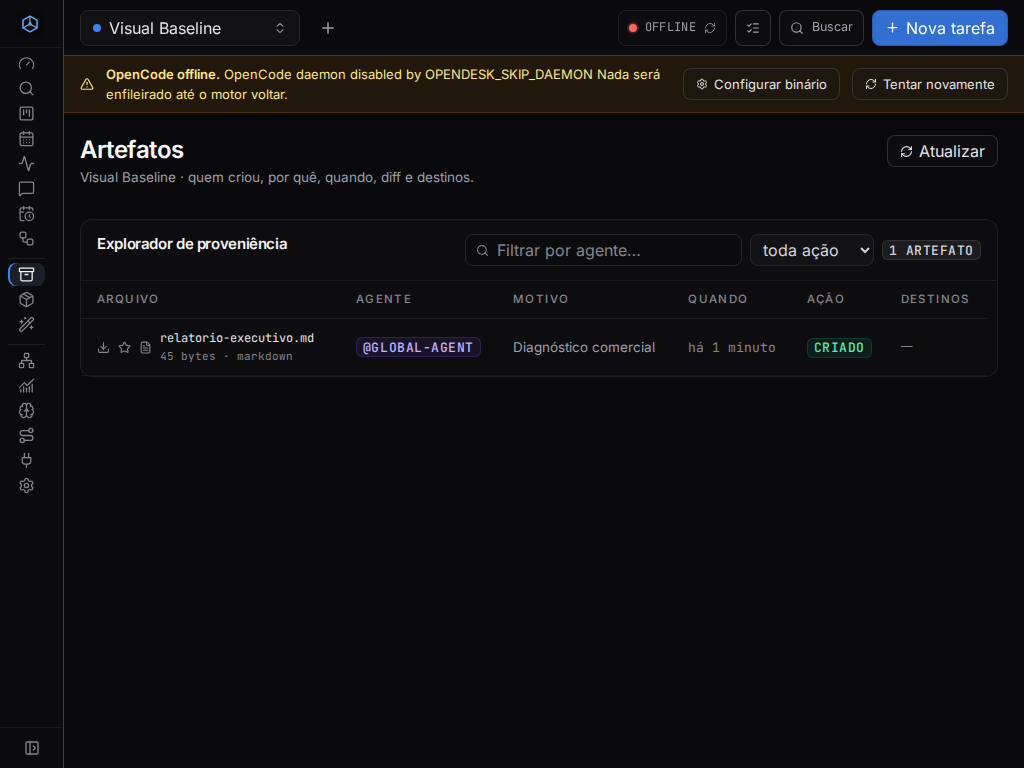 Visual Baseline
OFFLINE
Buscar
Nova tarefa
OpenCode offline. OpenCode daemon disabled by OPENDESK_SKIP_DAEMON Nada será
enfileirado até o motor voltar.
Configurar binário
Tentar novamente
Artefatos
Visual Baseline · quem criou, por quê, quando, diff e destinos.
Atualizar
Explorador de proveniência
Filtrar por agente...
toda ação
1 ARTEFATO
ARQUIVO AGENTE MOTIVO QUANDO AÇÃO DESTINOS
relatorio-executivo.md
45 bytes · markdown
@GLOBAL-AGENT
Diagnóstico comercial
há 1 minuto
CRIADO
—